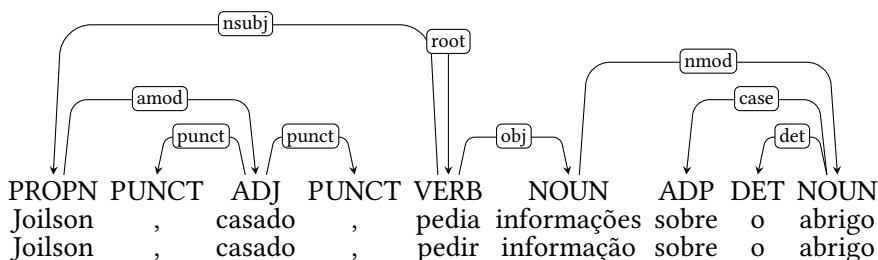 nsubj
root
nmod
amod
case
punct
punct
obj
det
PROPN PUNCT ADJ PUNCT VERB NOUN ADP DET NOUN
Joilson , casado , pedia informações sobre o abrigo
Joilson , casado , pedir informação sobre o abrigo